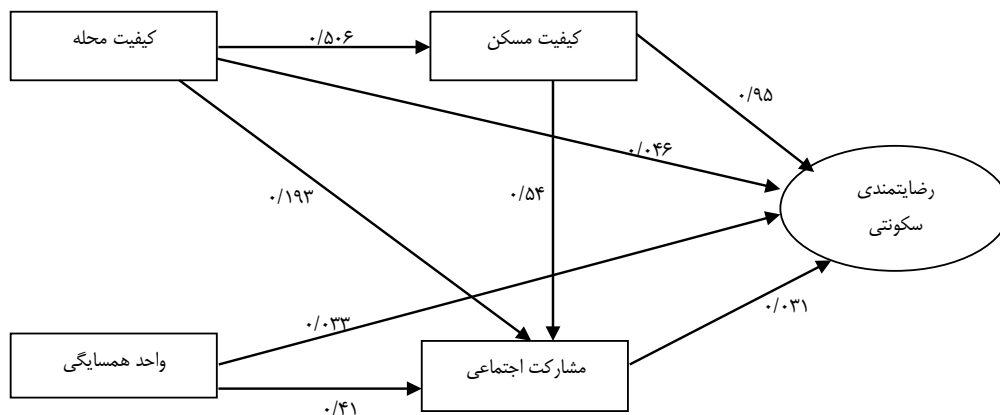 کیفیت محله
۰/۵۰۶
کیفیت مسکن
۰/۹۵
۰/۰۴۶
رضایتمندی
سکونتی
۰/۱۹۳
۰/۵۴
۰/۰۳۳
۰/۰۳۱
واحد همسایگی
مشارکت اجتماعی
۰/۴۱